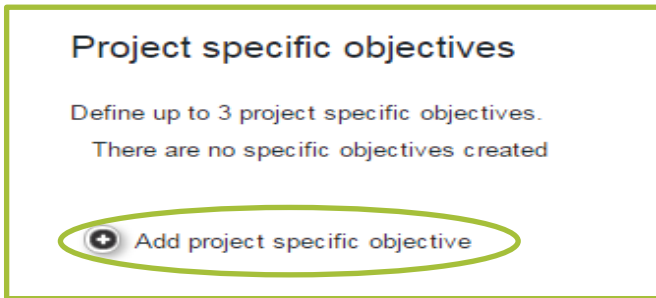 Project specific objectives
Define up to 3 project specific objectives.
There are no specific objectives created
Add project specific objective